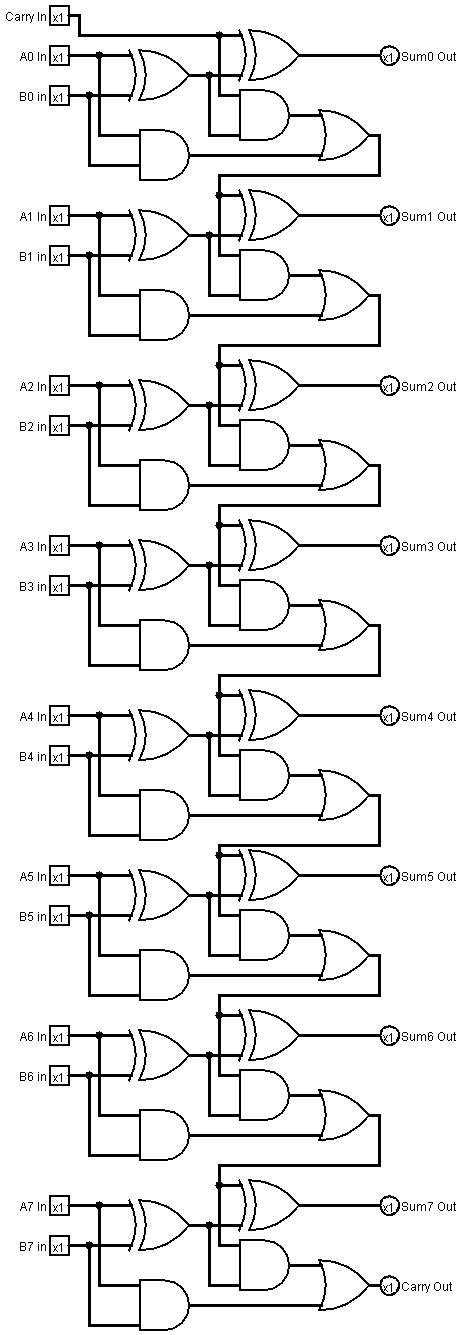 Carry In x1
A0 In x1 x1 Sum0 Out
B0 in x1
A1 In x1 x1 Sum1 Out
B1 in x1
A2 In x1 x1 Sum2 Out
B2 in x1
A3 In x1 x1 Sum3 Out
B3 in x1
A4 In x1 x1 Sum4 Out
B4 in x1
A5 In x1 x1 Sum5 Out
B5 in x1
A6 In x1 x1 Sum6 Out
B6 in x1
A7 In x1 x1 Sum7 Out
B7 in x1
x1 Carry Out